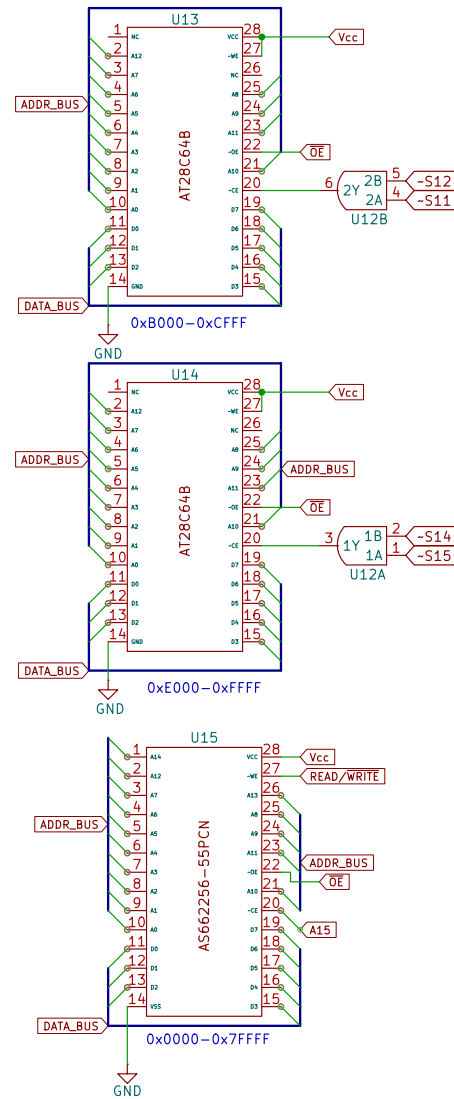 U13
1 NC VCC 28 Vcc
2 A12 ~WE 27
3 A7 NC 26
4 A6 A8 25
ADDR_BUS
5 A5 A9 24
6 A4 A11 23
7 A3 ~OE 22 OE
8 A2 A10 21
9 A1 ~CE 20 6 2Y 2B 5 ~S12
2A 4 ~S11
U12B
10 A0 D7 19
11 D0 D6 18
12 D1 D5 17
13 D2 D4 16
14 GND D3 15
AT28C64B
DATA_BUS
0xB000-0xCFFF
GND
U14
1 NC VCC 28 Vcc
2 A12 ~WE 27
3 A7 NC 26
4 A6 A8 25
ADDR_BUS
5 A5 A9 24 ADDR_BUS
6 A4 A11 23
7 A3 ~OE 22 OE
8 A2 A10 21
9 A1 ~CE 20 3 1Y 1B 2 ~S14
1A 1 ~S15
U12A
10 A0 D7 19
11 D0 D6 18
12 D1 D5 17
13 D2 D4 16
14 GND D3 15
AT28C64B
DATA_BUS
0xE000-0xFFFF
GND
U15
1 A14 VCC 28 Vcc
2 A12 ~WE 27 READ/WRITE
3 A7 A13 26
4 A6 A8 25
ADDR_BUS
5 A5 A9 24
6 A4 A11 23 ADDR_BUS
7 A3 ~OE 22 OE
8 A2 A10 21
9 A1 ~CE 20 A15
10 A0 D7 19
11 D0 D6 18
12 D1 D5 17
13 D2 D4 16
14 VSS D3 15
AS662256-55PCN
DATA_BUS
0x0000-0x7FFFF
GND